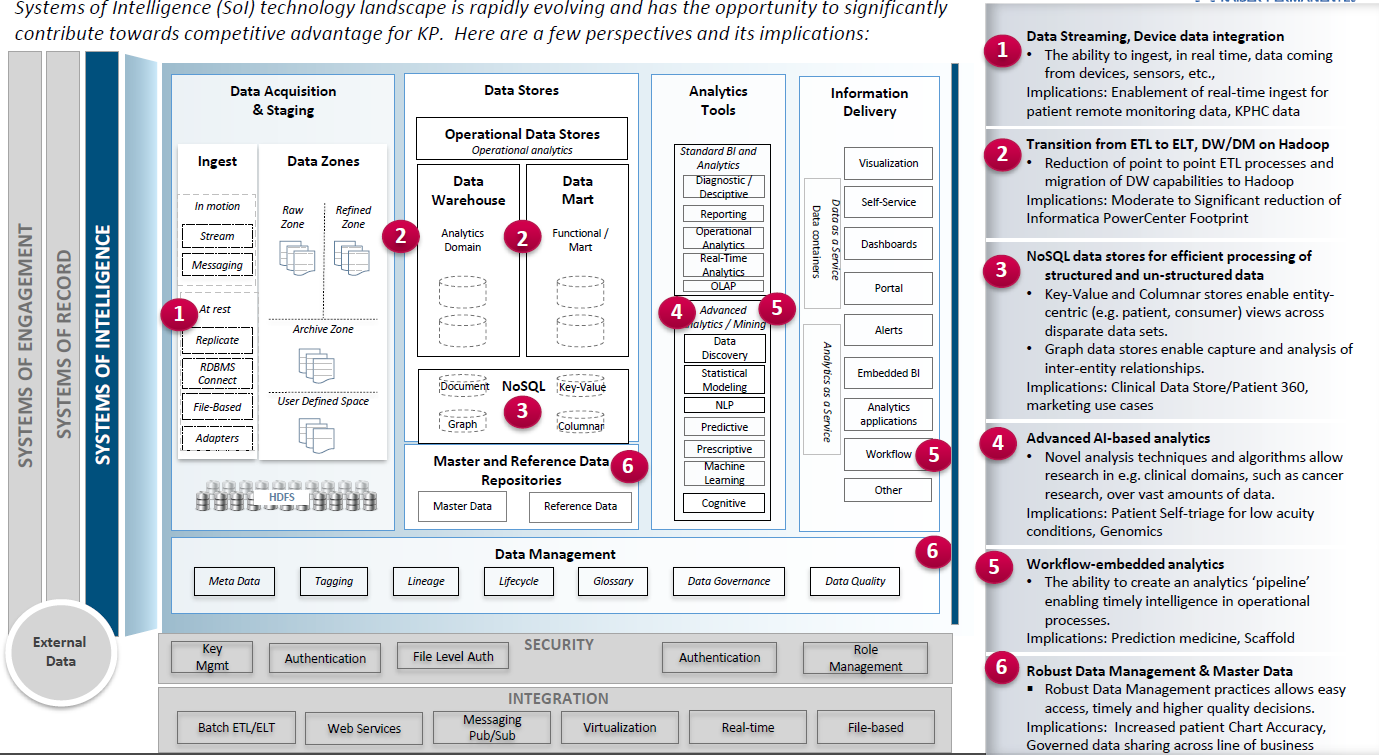 Systems of Intelligence (SoI) technology landscape is rapidly evolving and has the opportunity to significantly
contribute towards competitive advantage for KP.  Here are a few perspectives and its implications:
SYSTEMS OF ENGAGEMENT
SYSTEMS OF RECORD
SYSTEMS OF INTELLIGENCE
External
Data
Data Acquisition
& Staging
Ingest
In motion
Stream
Messaging
1
At rest
Replicate
RDBMS
Connect
File-Based
Adapters
Data Zones
Raw
Zone
Refined
Zone
Archive Zone
User Defined Space
HDFS
Data Stores
Operational Data Stores
Operational analytics
Data
Warehouse
2
Analytics
Domain
Data
Mart
2
Functional /
Mart
Document
NoSQL
Key-Value
3
Graph
Columnar
Master and Reference Data
Repositories
6
Master Data
Reference Data
Analytics
Tools
Standard BI and
Analytics
Diagnostic /
Desciptive
Reporting
Operational
Analytics
Real-Time
Analytics
OLAP
4
5
Advanced
Analytics / Mining
Data
Discovery
Statistical
Modeling
NLP
Predictive
Prescriptive
Machine
Learning
Cognitive
Information
Delivery
Data as a Service
Data containers
Analytics as a Service
Visualization
Self-Service
Dashboards
Portal
Alerts
Embedded BI
Analytics
applications
Workflow
5
Other
Data Management
6
Meta Data
Tagging
Lineage
Lifecycle
Glossary
Data Governance
Data Quality
SECURITY
Key
Mgmt
Authentication
File Level Auth
Authentication
Role
Management
INTEGRATION
Batch ETL/ELT
Web Services
Messaging
Pub/Sub
Virtualization
Real-time
File-based
1
Data Streaming, Device data integration
• The ability to ingest, in real time, data coming
from devices, sensors, etc.,
Implications: Enablement of real-time ingest for
patient remote monitoring data, KPHC data
2
Transition from ETL to ELT, DW/DM on Hadoop
• Reduction of point to point ETL processes and
migration of DW capabilities to Hadoop
Implications: Moderate to Significant reduction of
Informatica PowerCenter Footprint
3
NoSQL data stores for efficient processing of
structured and un-structured data
• Key-Value and Columnar stores enable entity-
centric (e.g. patient, consumer) views across
disparate data sets.
• Graph data stores enable capture and analysis of
inter-entity relationships.
Implications: Clinical Data Store/Patient 360,
marketing use cases
4
Advanced AI-based analytics
• Novel analysis techniques and algorithms allow
research in e.g. clinical domains, such as cancer
research, over vast amounts of data.
Implications: Patient Self-triage for low acuity
conditions, Genomics
5
Workflow-embedded analytics
• The ability to create an analytics ‘pipeline’
enabling timely intelligence in operational
processes.
Implications: Prediction medicine, Scaffold
6
Robust Data Management & Master Data
▪ Robust Data Management practices allows easy
access, timely and higher quality decisions.
Implications:  Increased patient Chart Accuracy,
Governed data sharing across line of business